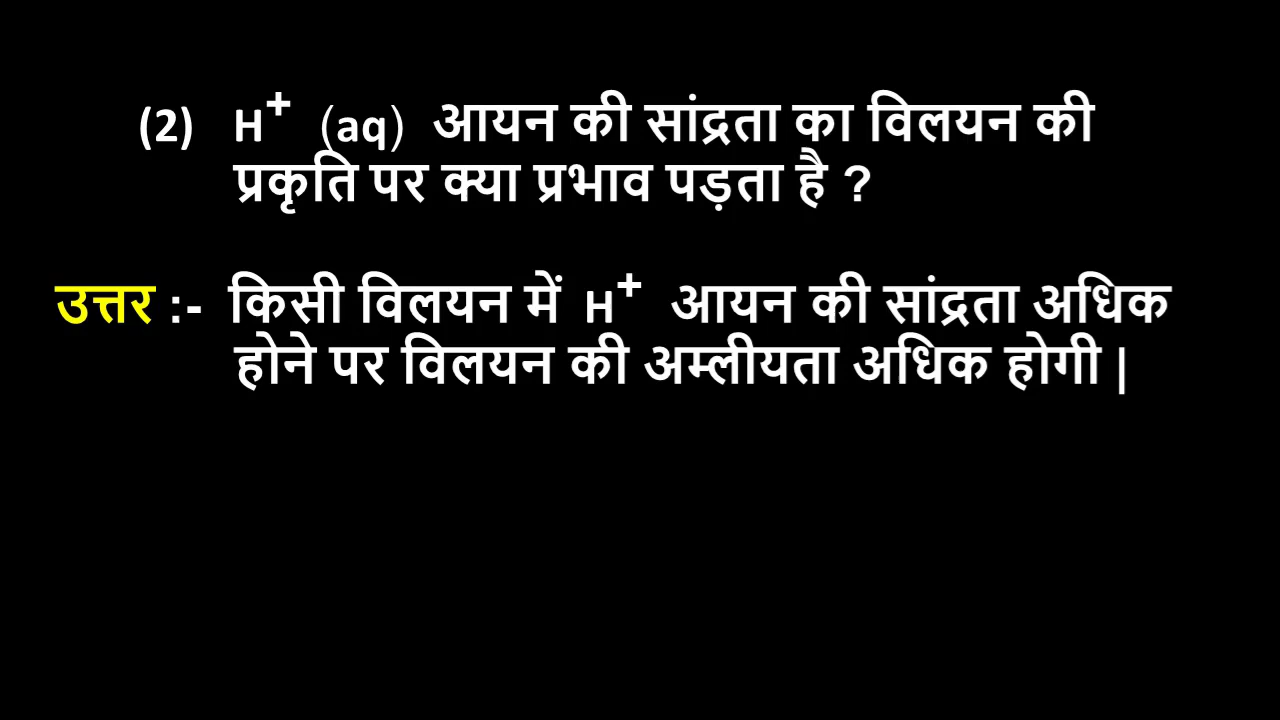 (2) H⁺ (aq) आयन की सांद्रता का विलयन की
प्रकृति पर क्या प्रभाव पड़ता है ?
उत्तर :- किसी विलयन में H⁺ आयन की सांद्रता अधिक
होने पर विलयन की अम्लीयता अधिक होगी |